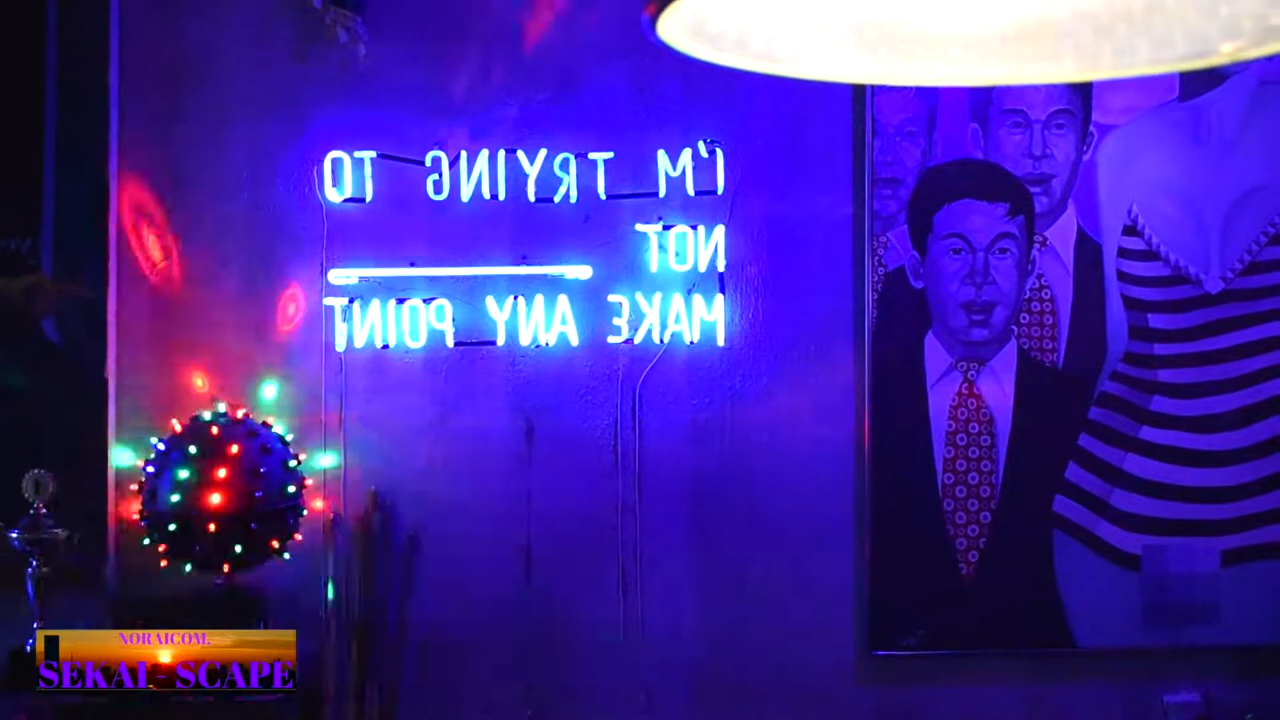 I'M TRYING TO
NOT
MAKE ANY POINT
NORAICOM.
SEKAI - SCAPE